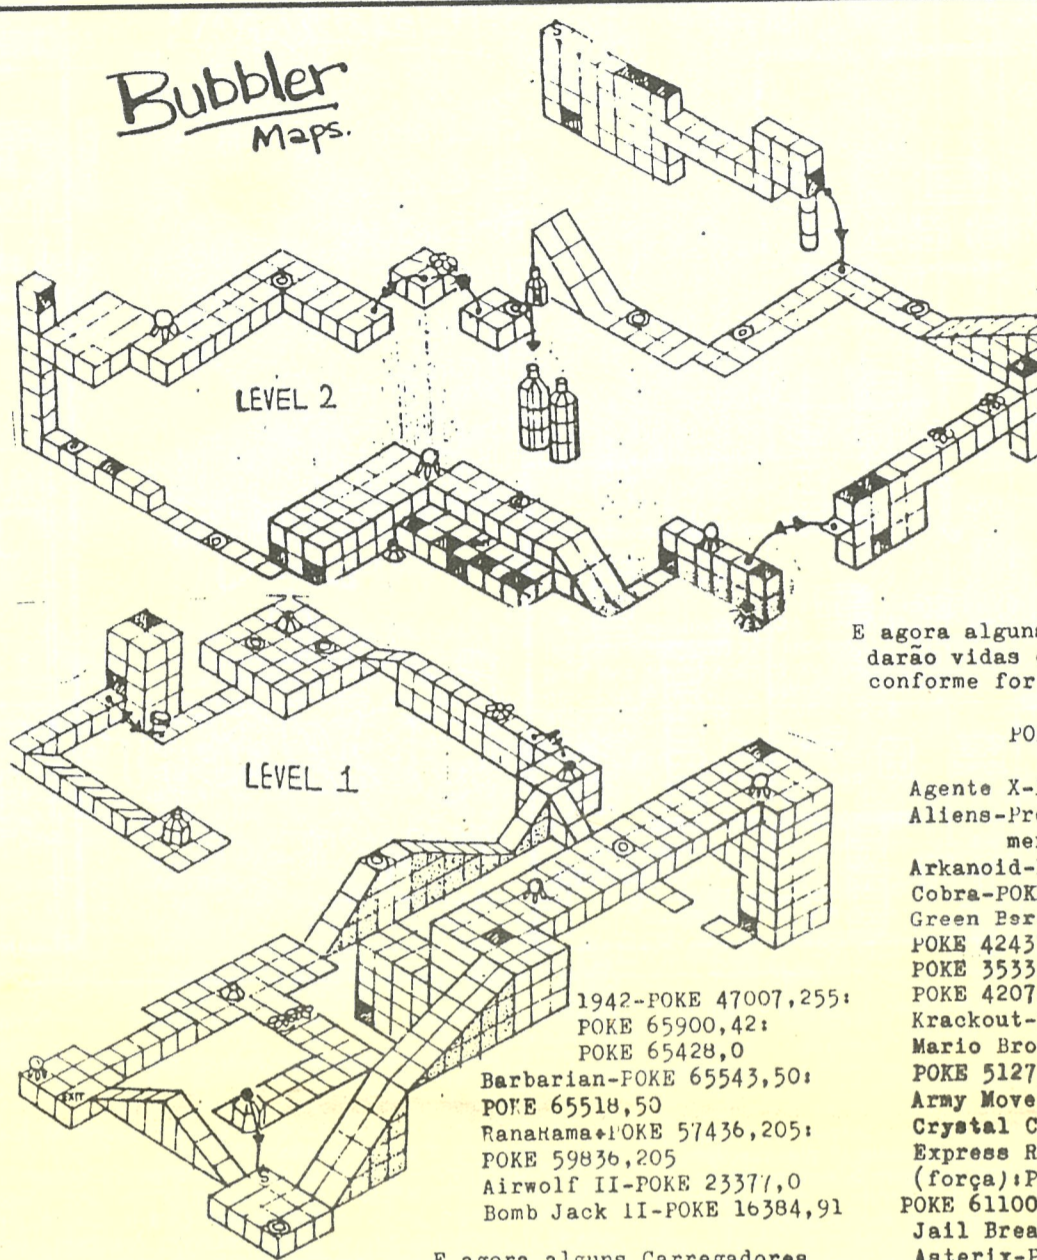 Bubbler
Maps.
S
LEVEL 2
LEVEL 1
EXIT
S
1942-POKE 47007,255:
POKE 65900,42:
POKE 65428,0
Barbarian-POKE 65543,50:
POKE 65518,50
RanaRama+POKE 57436,205:
POKE 59836,205
Airwolf II-POKE 23377,0
Bomb Jack II-POKE 16384,91
E agora alguns Carregadores
E agora alguns
darão vidas
conforme for
PO
Agente X-
Aliens-Pro
me
Arkanoid-
Cobra-POK
Green Ber
POKE 4243
POKE 3533
POKE 4207
Krackout-
Mario Bro
POKE 5127
Army Move
Crystal C
Express R
(força):P
POKE 61100
Jail Brea
Asterix-P